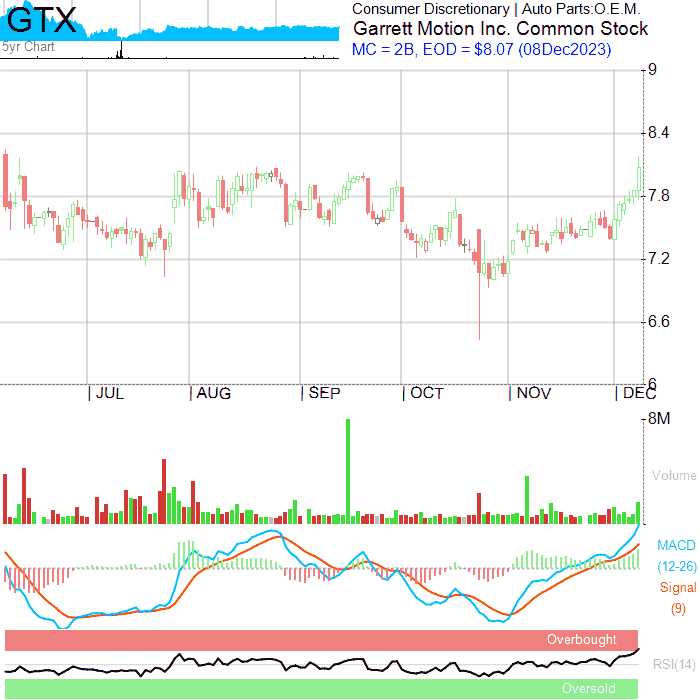 GTX
5yr Chart
Consumer Discretionary | Auto Parts:O.E.M.
Garrett Motion Inc. Common Stock
MC = 2B, EOD = $8.07 (08Dec2023)
9
8.4
7.8
7.2
6.6
6
JUL AUG SEP OCT NOV DEC
8M
Volume
MACD
(12-26)
Signal
(9)
Overbought
RSI(14)
Oversold